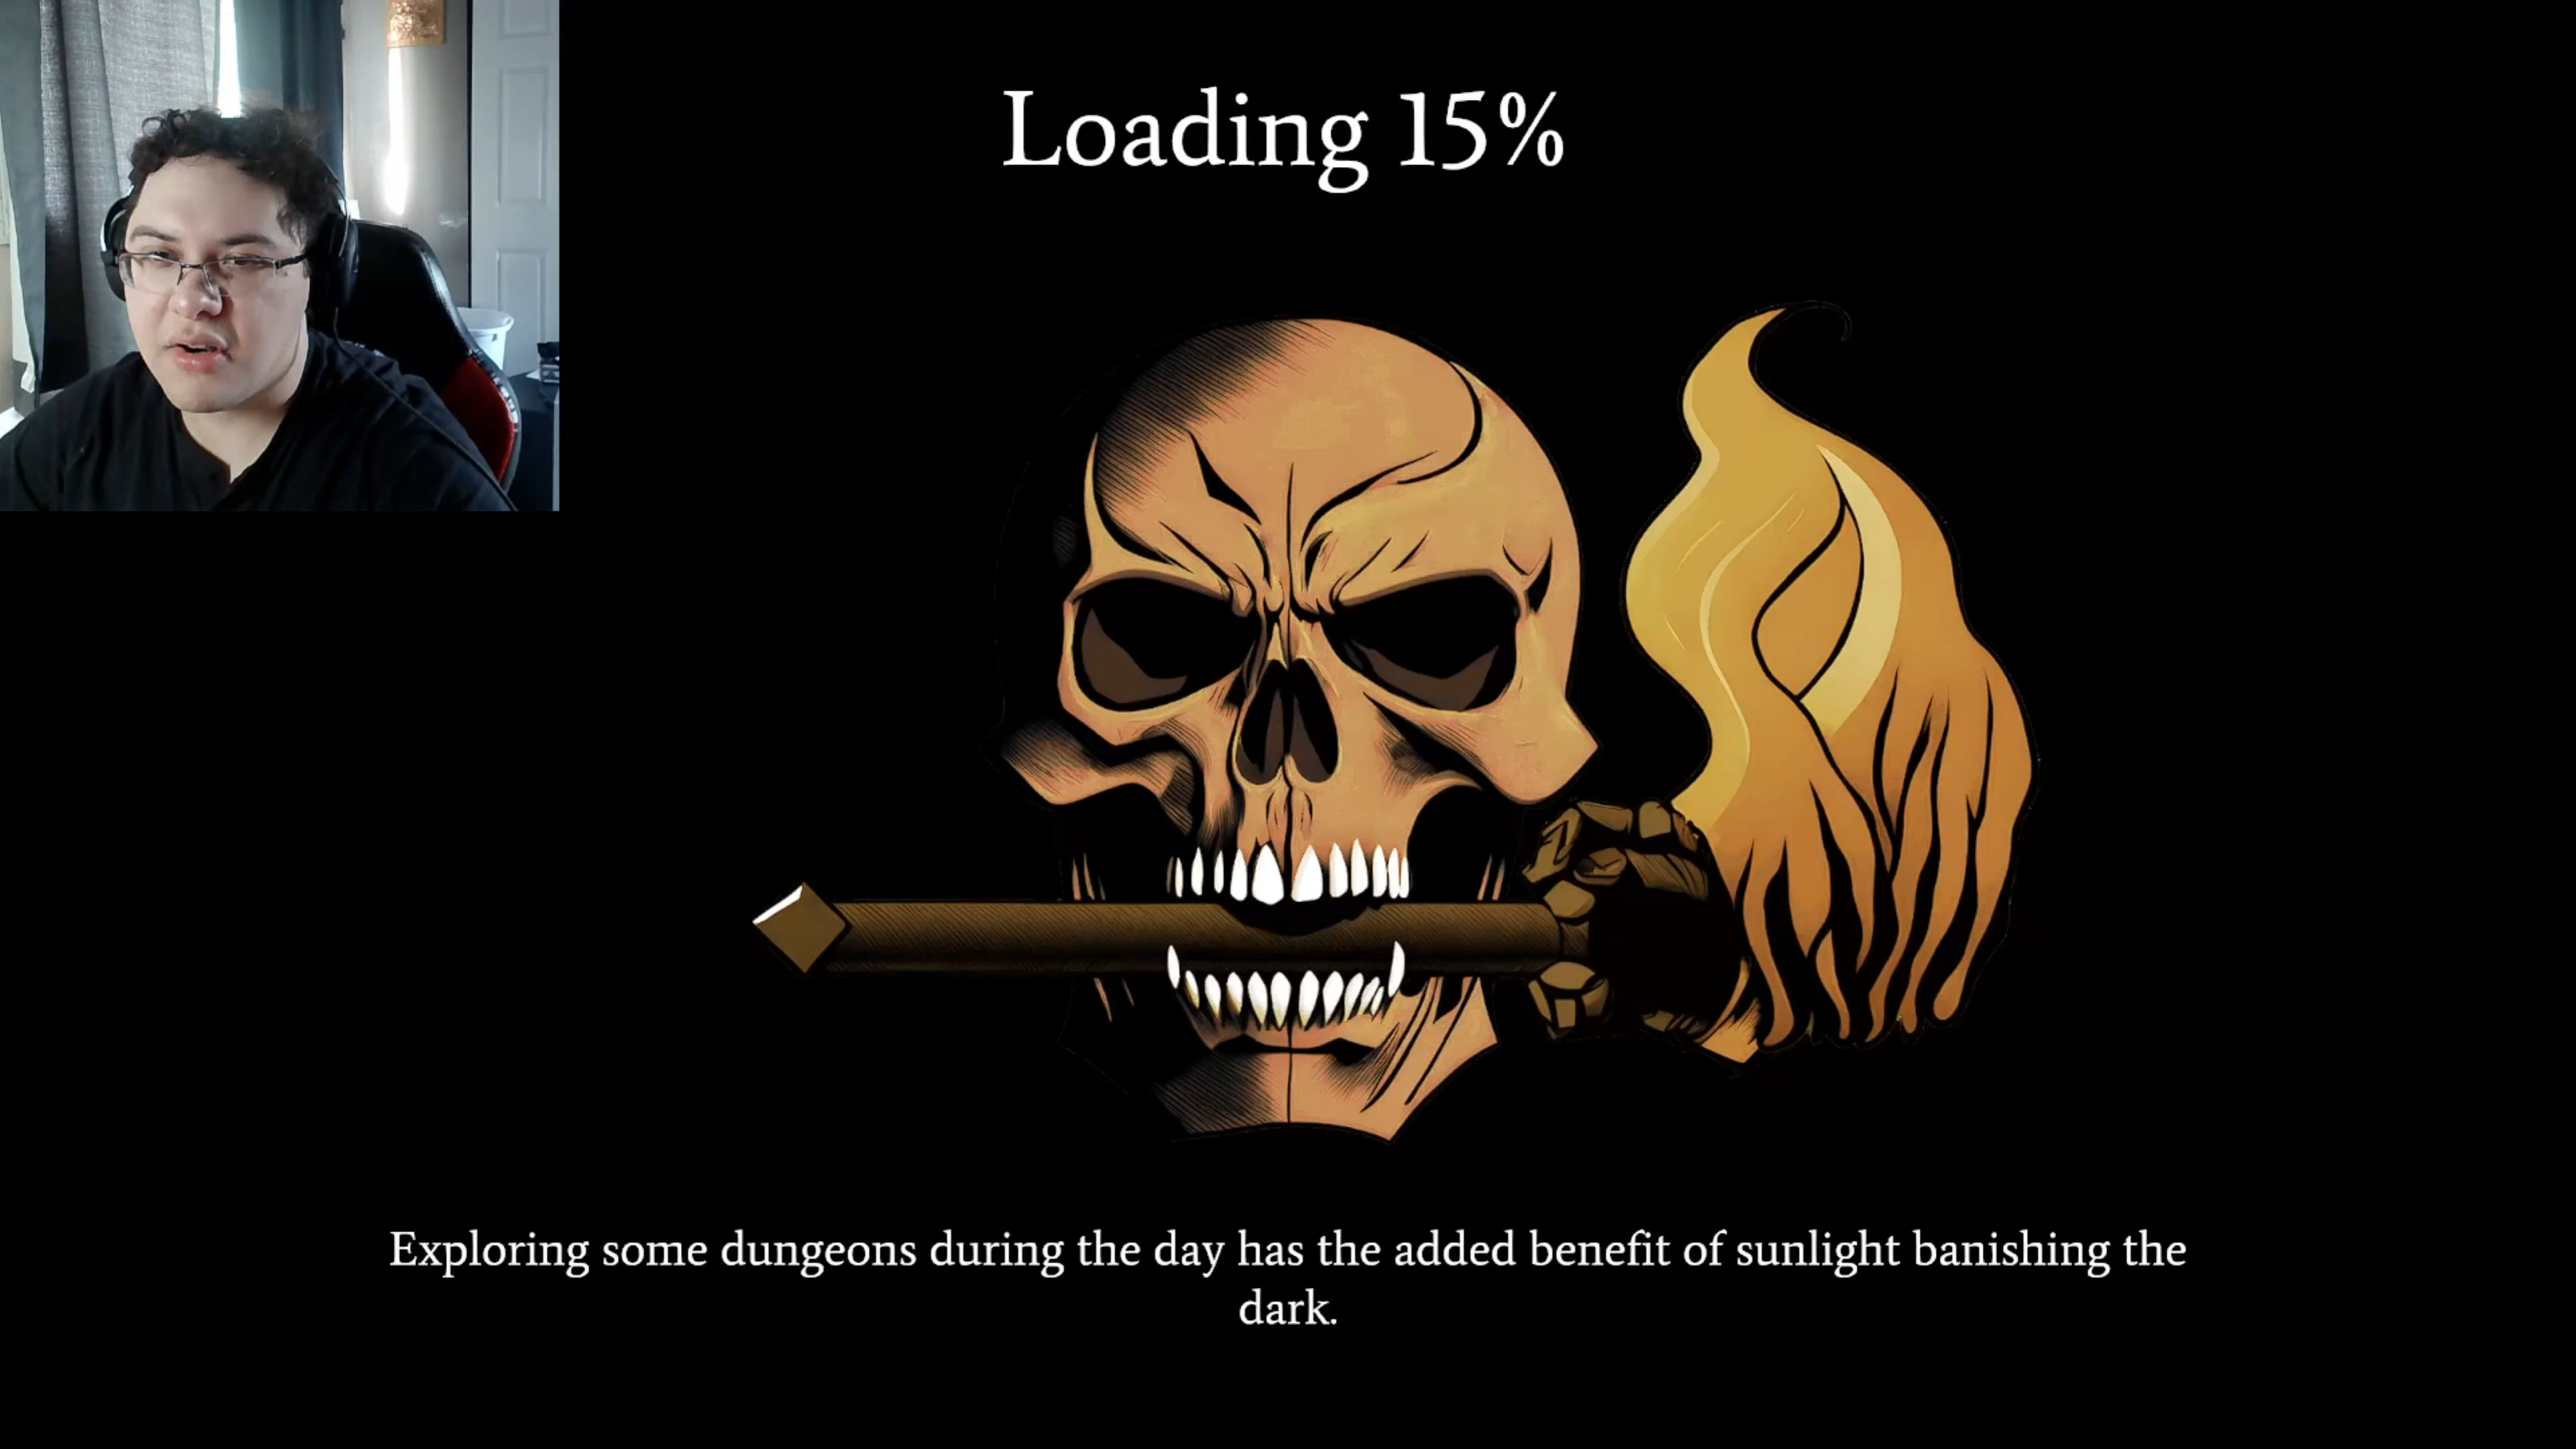 Loading 15%
Exploring some dungeons during the day has the added benefit of sunlight banishing the
dark.